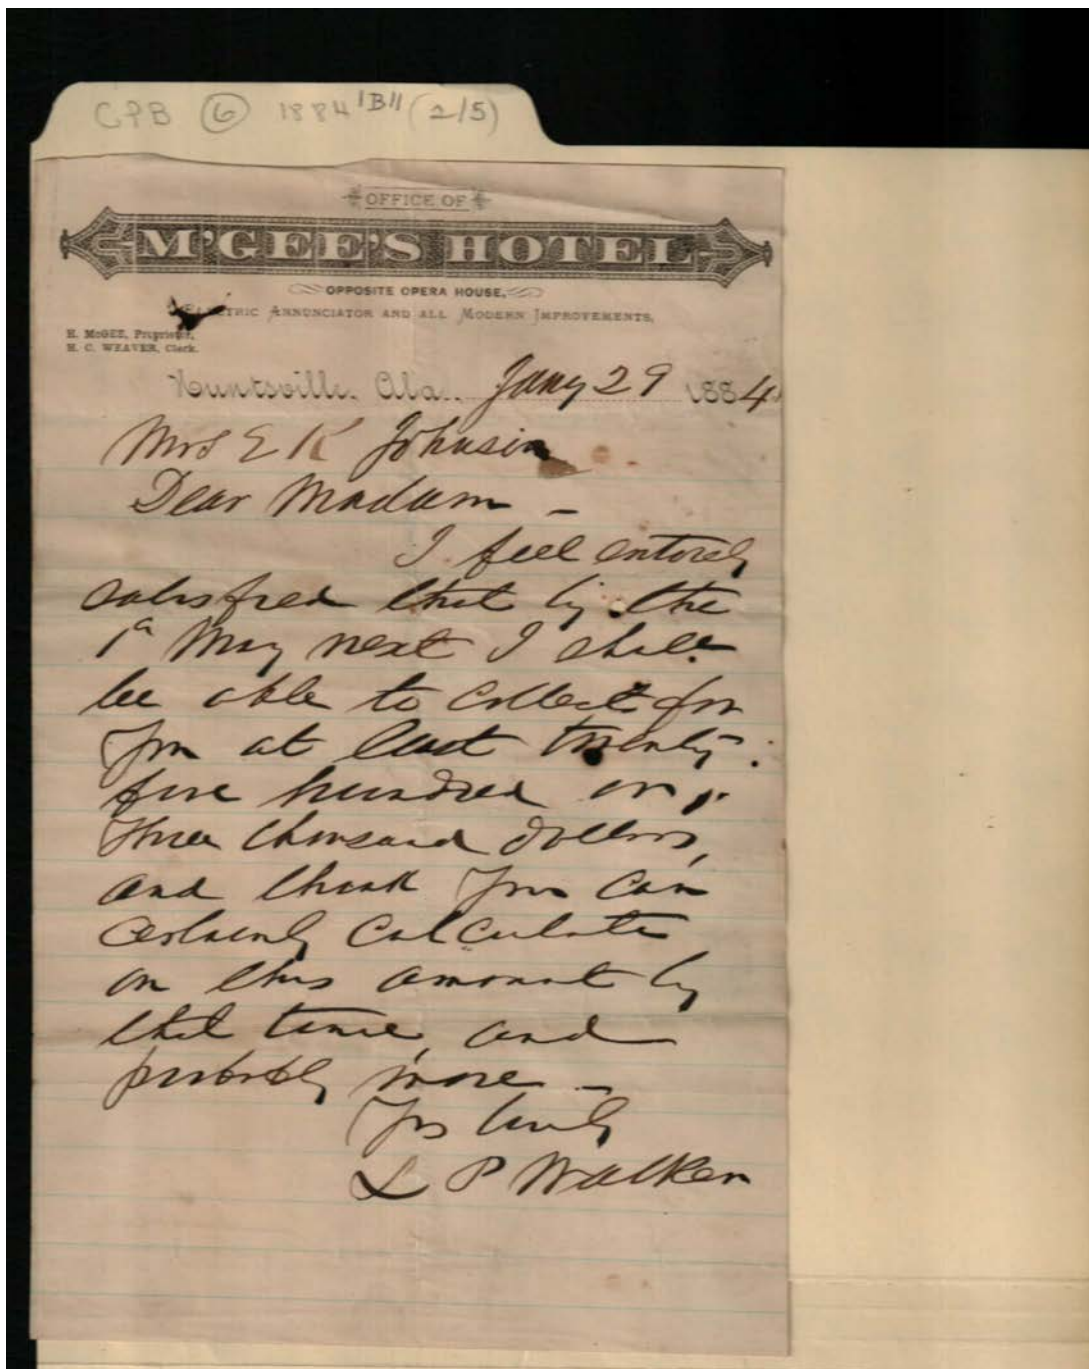 CPB 6 1884 "B" (2/5)
OFFICE OF
M'GEE'S HOTEL
OPPOSITE OPERA HOUSE,
ELECTRIC ANNUNCIATOR AND ALL MODERN IMPROVEMENTS,
H. McGEE, Proprietor,
H. C. WEAVER, Clerk.
Huntsville, Ala., Jany 29 1884
Mrs E K Johnson
Dear Madam -
I feel entirely
satisfied that by the
1st May next I shall
be able to collect for
you at least twenty-
five hundred or
three thousand dollars,
and think you can
certainly calculate
on this amount by
that time, and
probably more -
Yrs truly
L P Walker